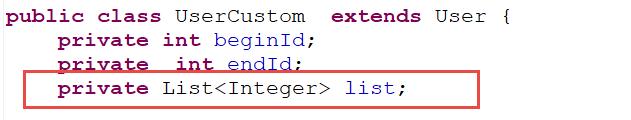 public class UserCustom  extends User {
    private int beginId;
    private  int endId;
    private List<Integer> list;